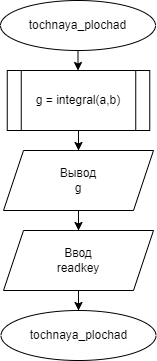 tochnaya_plochad
g = integral(a,b)
Вывод
g
Ввод
readkey
tochnaya_plochad